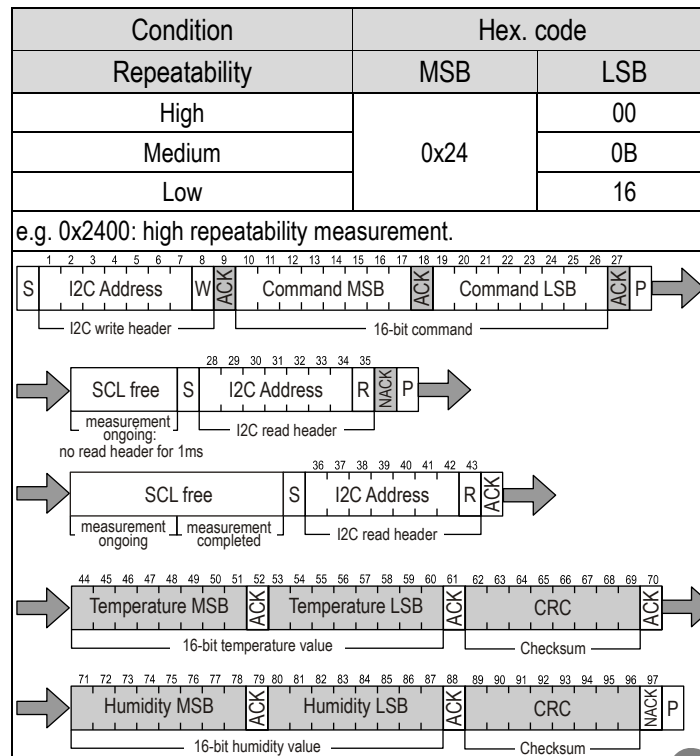 Condition Hex. code
Repeatability MSB LSB
High 00
Medium 0x24 0B
Low 16
e.g. 0x2400: high repeatability measurement.
1 2 3 4 5 6 7 8 9 10 11 12 13 14 15 16 17 18 19 20 21 22 23 24 25 26 27
S I2C Address W ACK Command MSB ACK Command LSB ACK P
I2C write header 16-bit command
28 29 30 31 32 33 34 35
SCL free S I2C Address R NACK P
measurement
ongoing:
no read header for 1ms
I2C read header
36 37 38 39 40 41 42 43
SCL free S I2C Address R ACK
measurement
ongoing
measurement
completed
I2C read header
44 45 46 47 48 49 50 51 52 53 54 55 56 57 58 59 60 61 62 63 64 65 66 67 68 69 70
Temperature MSB ACK Temperature LSB ACK CRC ACK
16-bit temperature value Checksum
71 72 73 74 75 76 77 78 79 80 81 82 83 84 85 86 87 88 89 90 91 92 93 94 95 96 97
Humidity MSB ACK Humidity LSB ACK CRC NACK P
16-bit humidity value Checksum